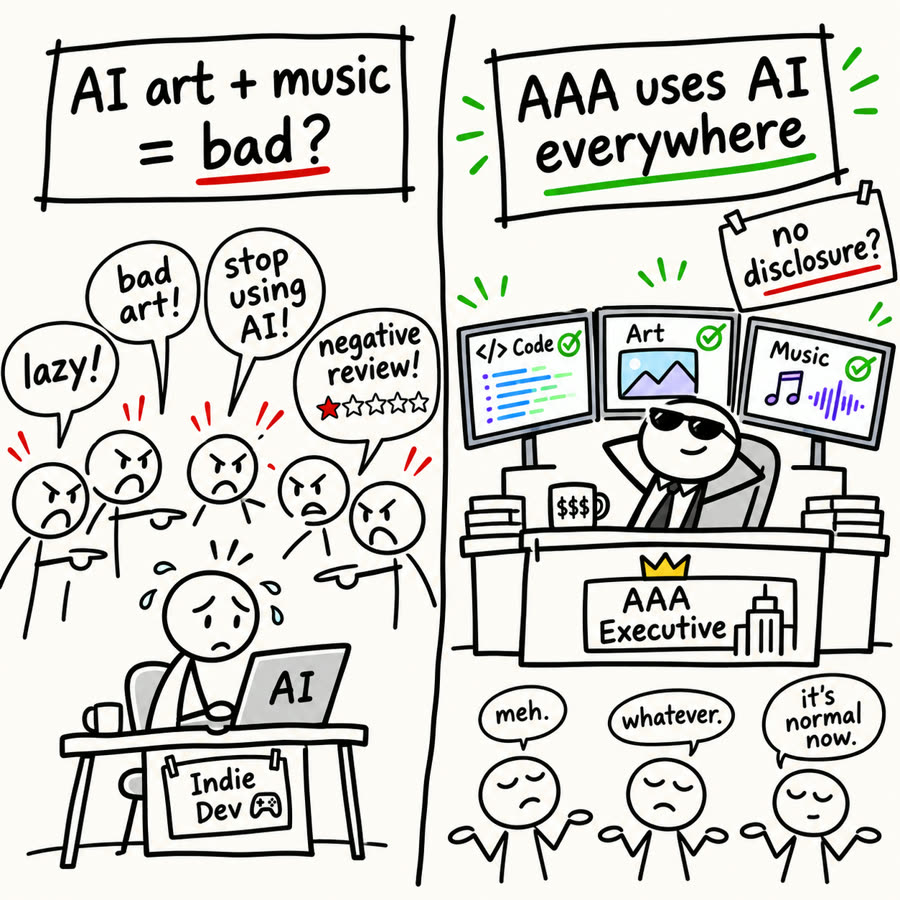 AI art + music
= bad?
lazy!
bad
art!
stop
using
AI!
negative
review!
AI
Indie
Dev
AAA uses AI
everywhere
no
disclosure?
</> Code
Art
Music
$$$
AAA
Executive
meh.
whatever.
it's
normal
now.